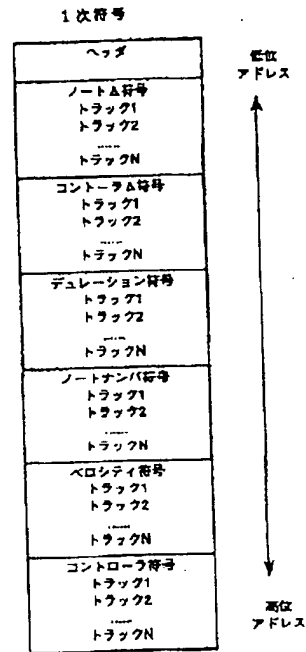 1次符号
ヘッダ
低位
アドレス
ノートΔ符号
トラック1
トラック2
......
トラックN
コントローラΔ符号
トラック1
トラック2
......
トラックN
デュレーション符号
トラック1
トラック2
......
トラックN
ノートナンバ符号
トラック1
トラック2
......
トラックN
ベロシティ符号
トラック1
トラック2
......
トラックN
コントローラ符号
トラック1
トラック2
......
トラックN
高位
アドレス